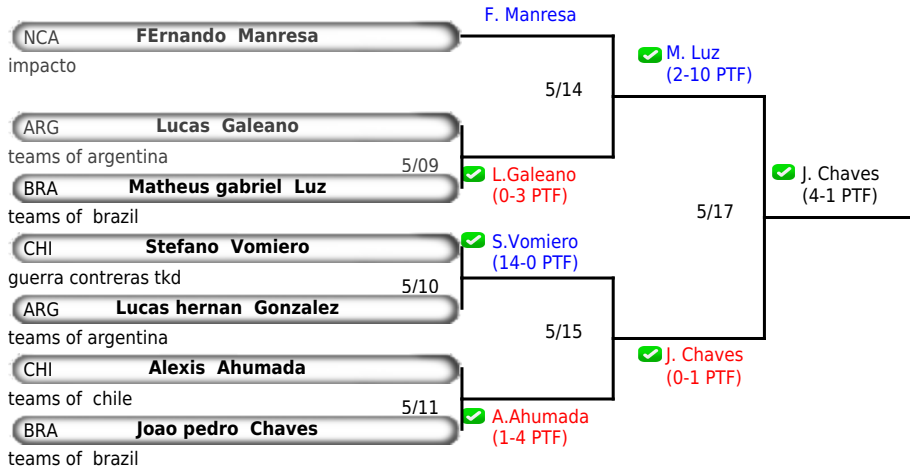 F. Manresa
NCA FErnando Manresa
impacto
M. Luz
(2-10 PTF)
5/14
ARG Lucas Galeano
teams of argentina
5/09
L.Galeano
(0-3 PTF)
BRA Matheus gabriel Luz
teams of brazil
J. Chaves
(4-1 PTF)
5/17
CHI Stefano Vomiero
guerra contreras tkd
S.Vomiero
(14-0 PTF)
5/10
ARG Lucas hernan Gonzalez
teams of argentina
5/15
CHI Alexis Ahumada
teams of chile
J. Chaves
(0-1 PTF)
5/11
A.Ahumada
(1-4 PTF)
BRA Joao pedro Chaves
teams of brazil